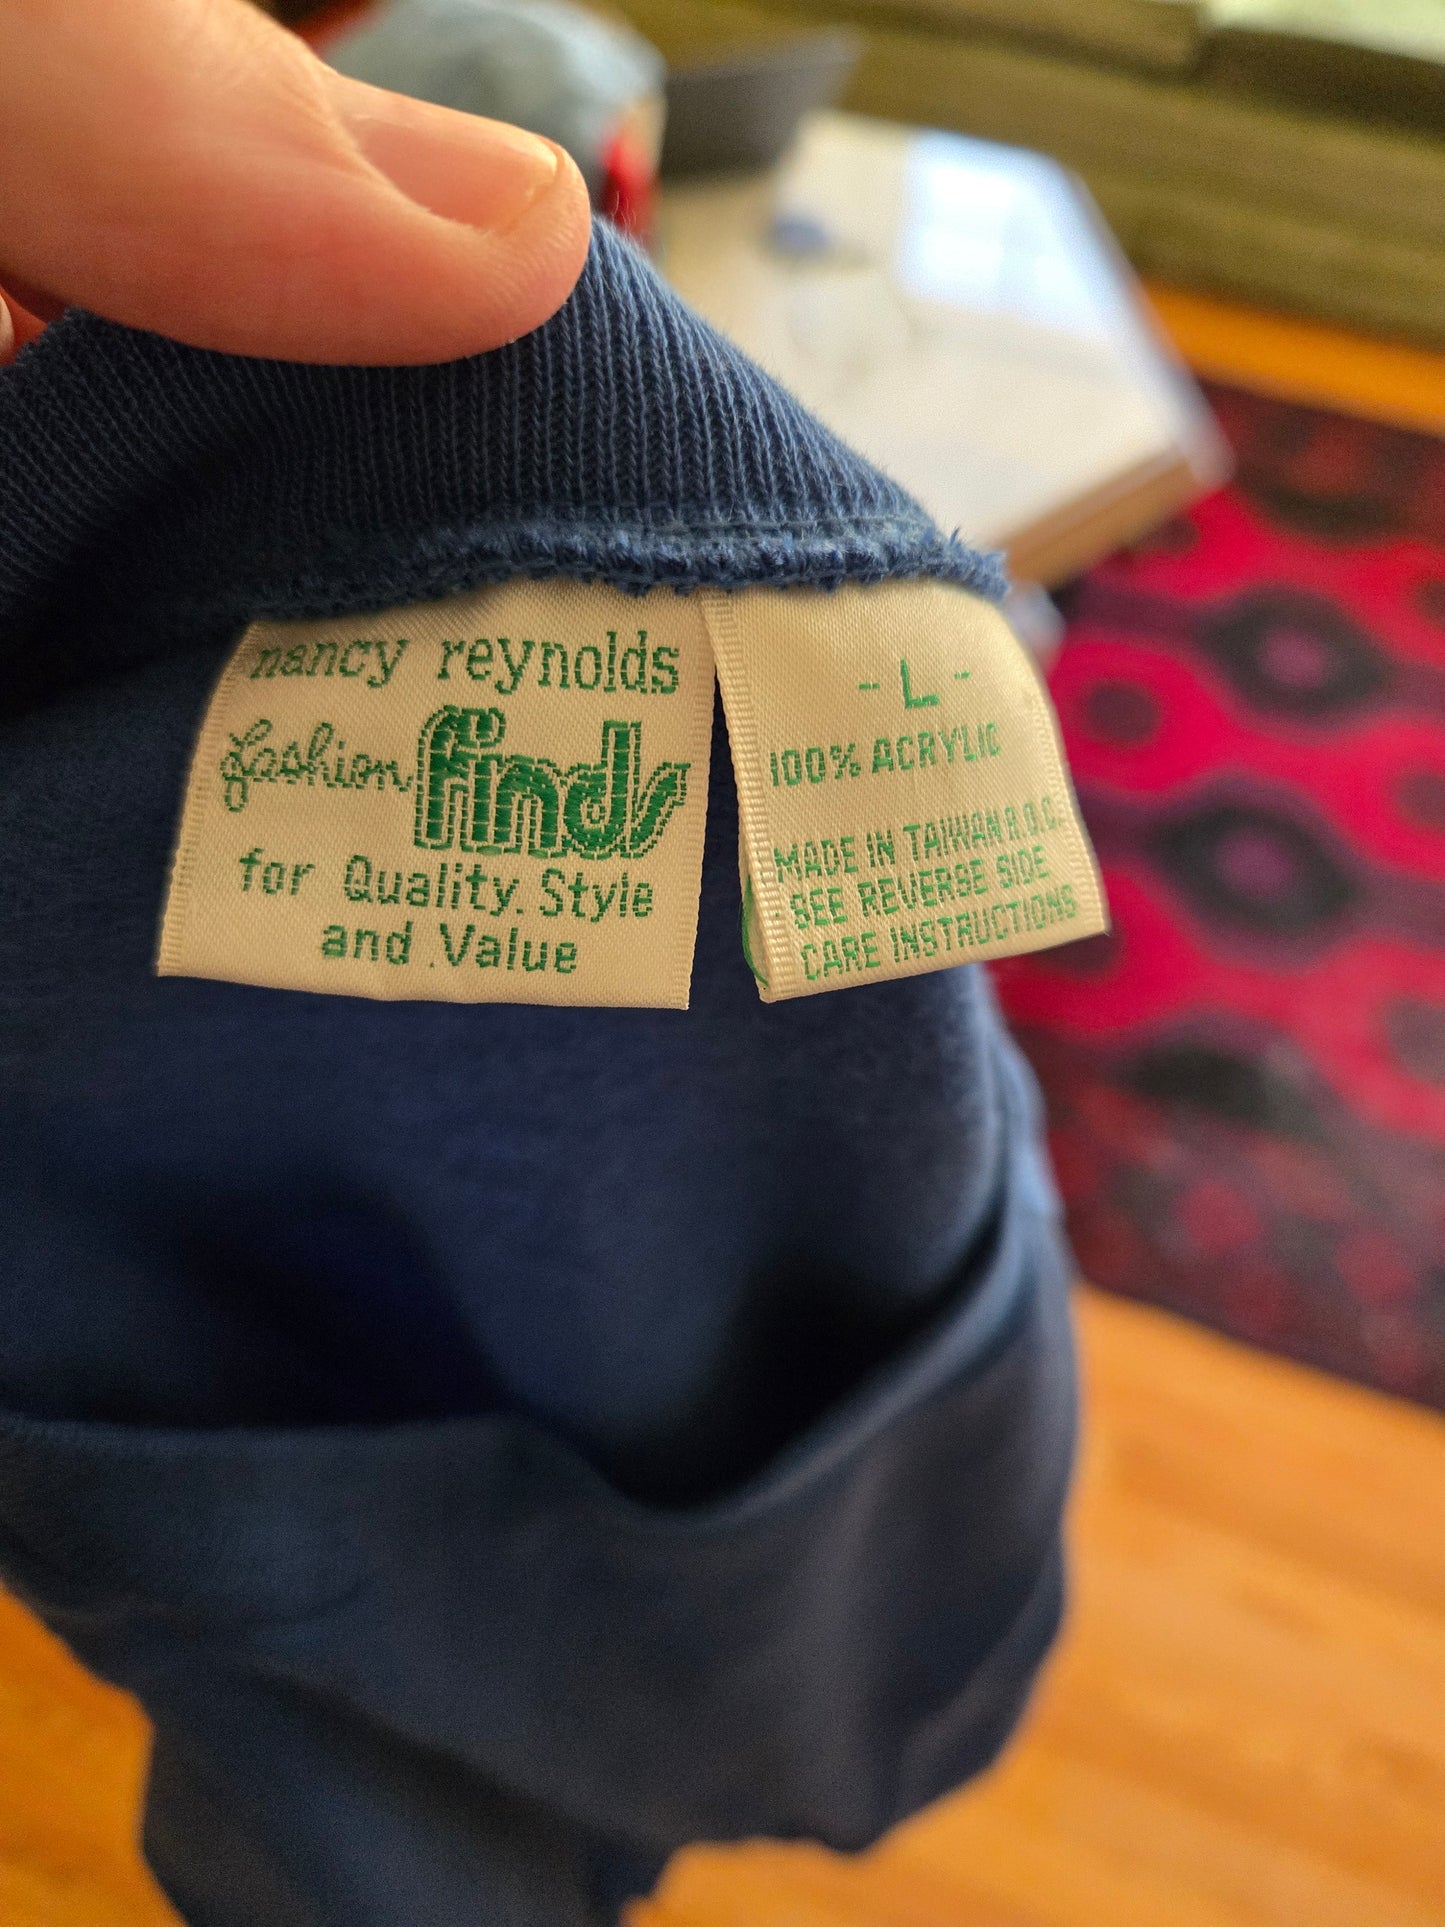 nancy reynolds
fashion finds
for Quality. Style
and .Value
- L -
100% ACRYLIC
MADE IN TAIWAN R.O.C.
SEE REVERSE SIDE
CARE INSTRUCTIONS